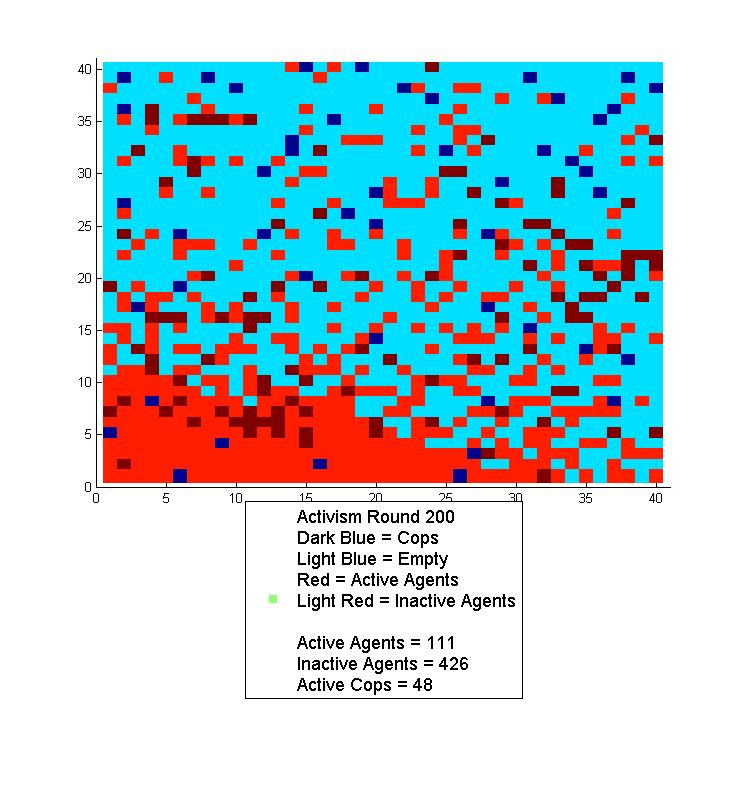 40
35
30
25
20
15
10
5
0
0 5 10 15 20 25 30 35 40
Activism Round 200
Dark Blue = Cops
Light Blue = Empty
Red = Active Agents
Light Red = Inactive Agents
Active Agents = 111
Inactive Agents = 426
Active Cops = 48